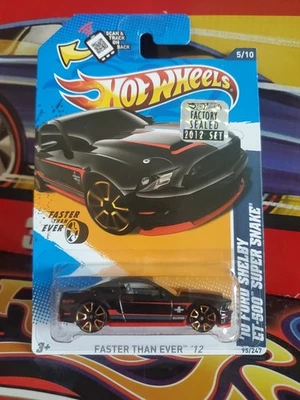 SCAN &
TRACK
ON
BACK
5/10
HOT WHEELS
FACTORY
SEALED
2012 SET
FASTER
THAN
EVER
'10 FORD SHELBY
GT-500 SUPER SNAKE
3+
FASTER THAN EVER '12
95/247